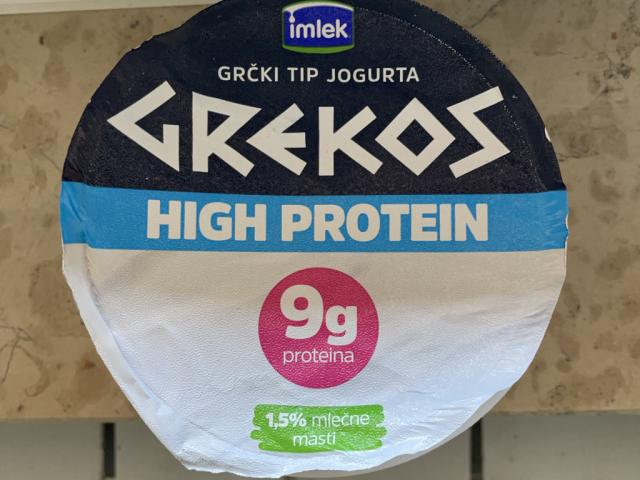 imlek
GRČKI TIP JOGURTA
GREKOS
HIGH PROTEIN
9g
proteina
1,5% mlečne
masti